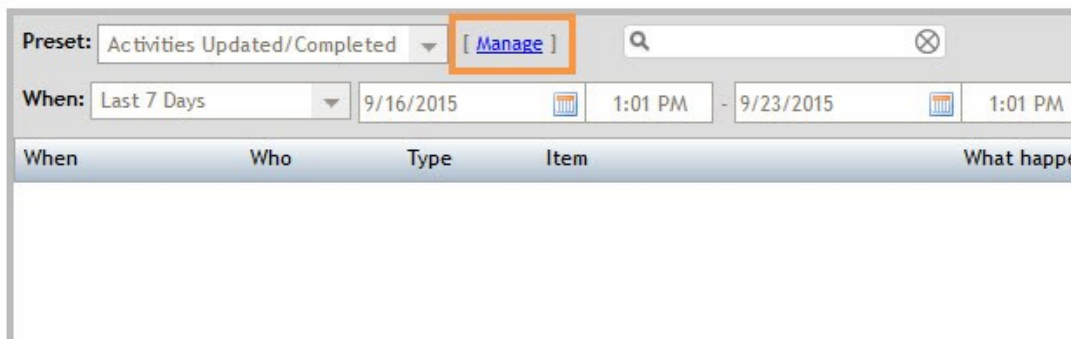 Preset: Activities Updated/Completed [ Manage ]
When: Last 7 Days 9/16/2015 1:01 PM - 9/23/2015 1:01 PM
When Who Type Item What happe